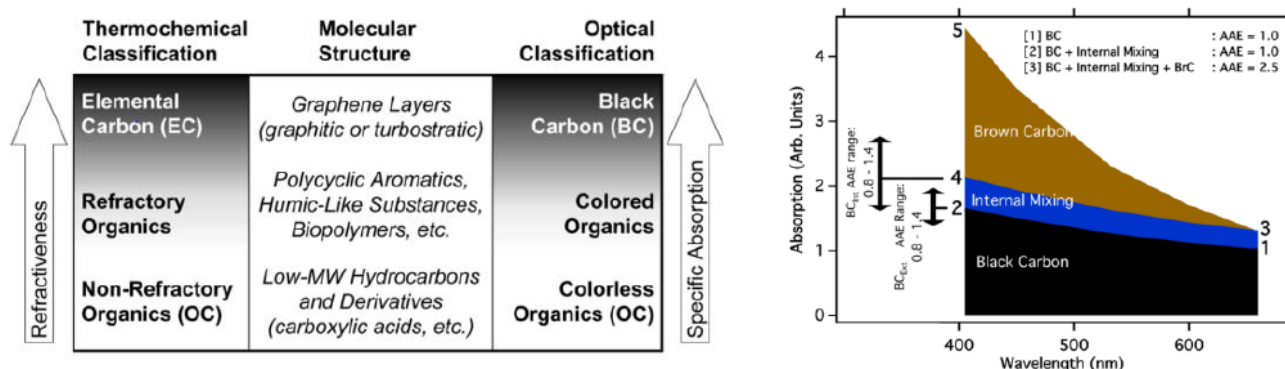 Thermochemical
Classification
Molecular
Structure
Optical
Classification
Refractiveness
Elemental
Carbon (EC)
Graphene Layers
(graphitic or turbostratic)
Black
Carbon (BC)
Refractory
Organics
Polycyclic Aromatics,
Humic-Like Substances,
Biopolymers, etc.
Colored
Organics
Non-Refractory
Organics (OC)
Low-MW Hydrocarbons
and Derivatives
(carboxylic acids, etc.)
Colorless
Organics (OC)
Specific Absorption
5
[1] BC : AAE = 1.0
[2] BC + Internal Mixing : AAE = 1.0
[3] BC + Internal Mixing + BrC : AAE = 2.5
Absorption (Arb. Units)
4
3
2
1
0
BC Ext AAE range:
0.8 - 1.4
BC Ext AAE Range:
0.8 - 1.4
Brown Carbon
4
Internal Mixing
2
Black Carbon
3
1
400
500
600
Wavelength (nm)